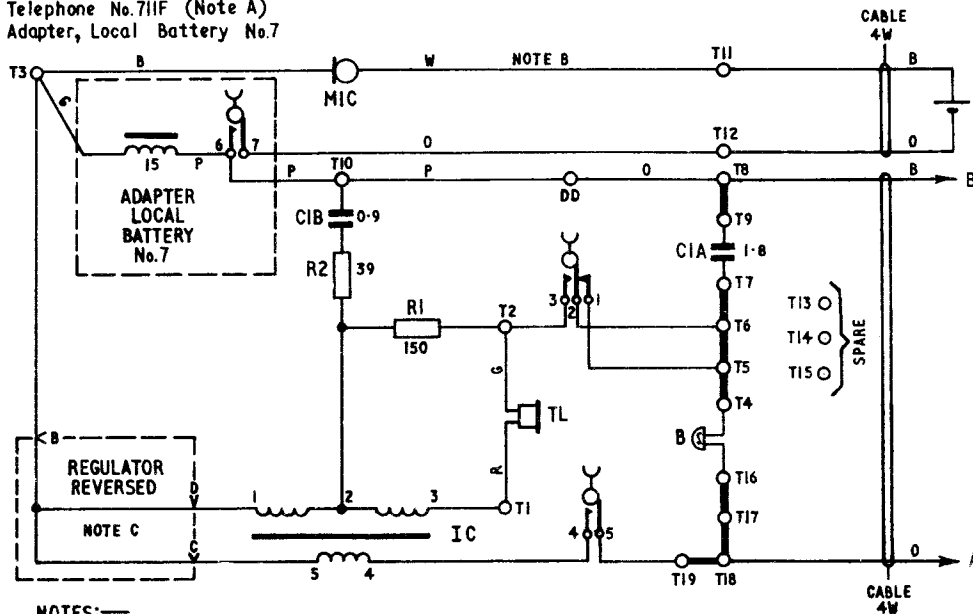 Telephone No.711F (Note A)
Adapter, Local Battery No.7
CABLE
4W
T3
B
W
NOTE B
T11
B
MIC
G
6
7
O
T12
O
15
P
P
T10
P
DD
O
T8
B
B
ADAPTER
LOCAL
BATTERY
No.7
C1B
0·9
T9
C1A
1·8
R2
39
T7
3
2
1
T13
R1
T2
T6
T14
150
T5
T15
SPARE
G
TL
T4
B
B
REGULATOR
REVERSED
D
R
T16
1
2
3
T1
NOTE C
IC
4
5
T17
C
5
4
T19
T18
O
A
CABLE
4W
NOTES:—